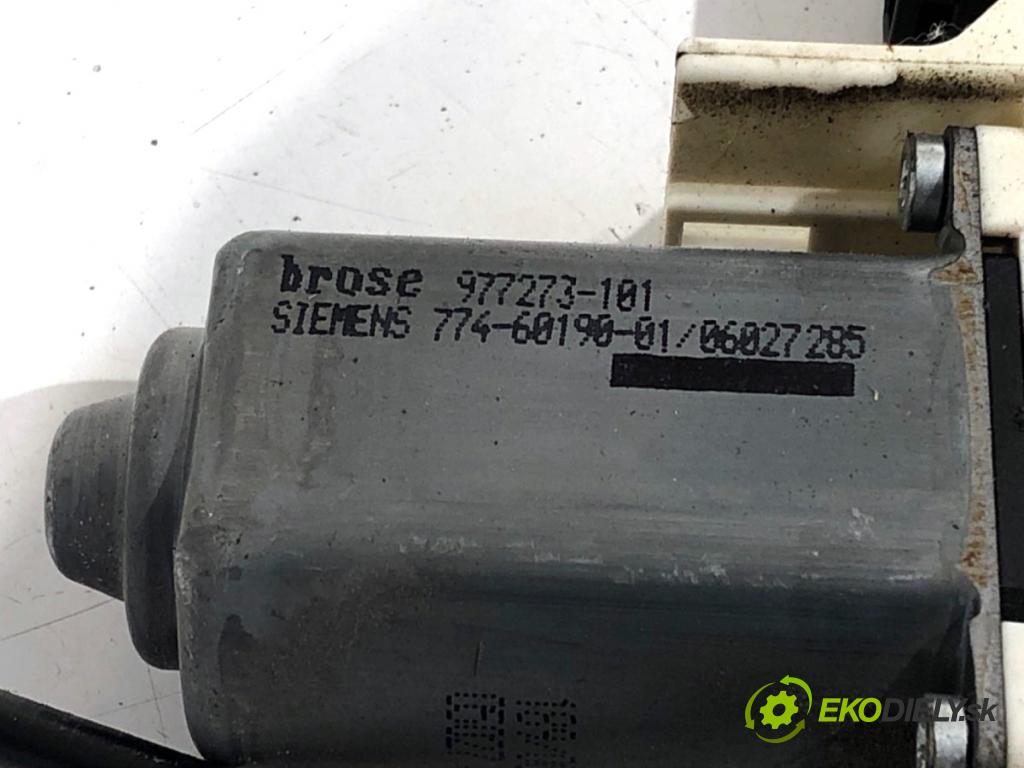 brose 977273-101
SIEMENS 774-60190-01/06027285
EKODIELY.sk